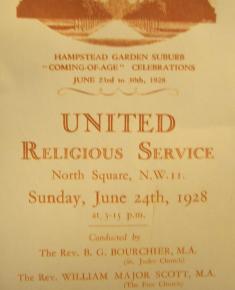 HAMPSTEAD GARDEN SUBURB
"COMING-OF-AGE" CELEBRATIONS
JUNE 23rd to 30th, 1928
UNITED
RELIGIOUS SERVICE
North Square, N.W.11.
Sunday, June 24th, 1928
at 3-15 p.m.
Conducted by
The Rev. B. G. BOURCHIER, M.A.
(St. Jude's Church)
The Rev. WILLIAM MAJOR SCOTT, M.A.
(The Free Church)